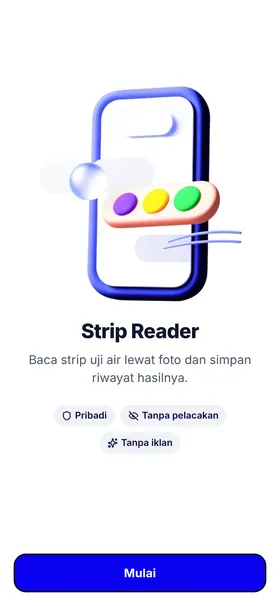 Strip Reader
Baca strip uji air lewat foto dan simpan
riwayat hasilnya.
Pribadi
Tanpa pelacakan
Tanpa iklan
Mulai